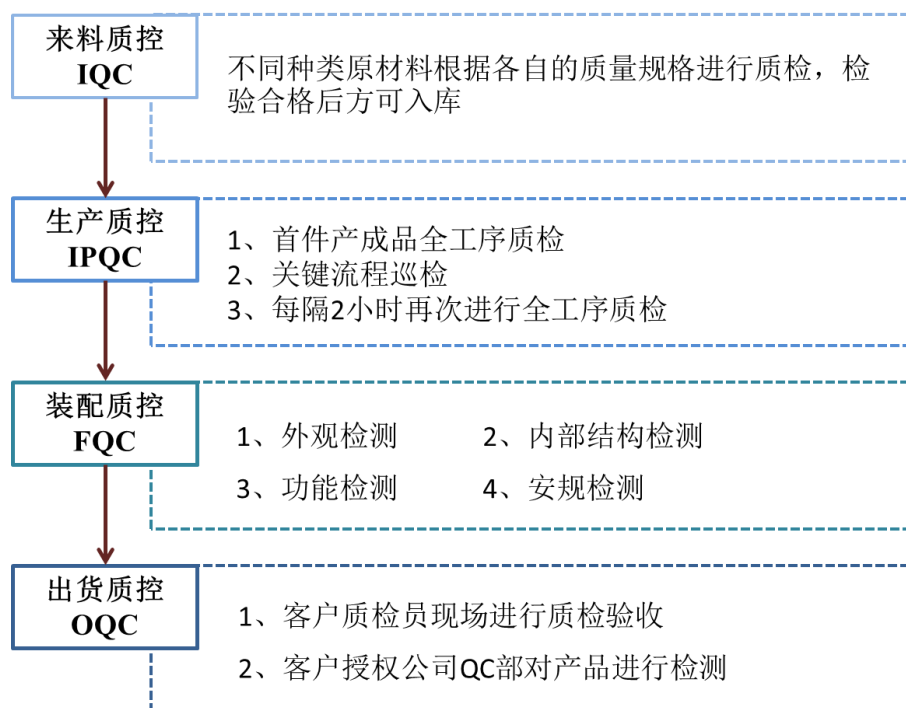 来料质控
IQC
不同种类原材料根据各自的质量规格进行质检，检
验合格后方可入库
生产质控
IPQC
1、首件产成品全工序质检
2、关键流程巡检
3、每隔2小时再次进行全工序质检
装配质控
FQC
1、外观检测 2、内部结构检测
3、功能检测 4、安规检测
出货质控
OQC
1、客户质检员现场进行质检验收
2、客户授权公司QC部对产品进行检测